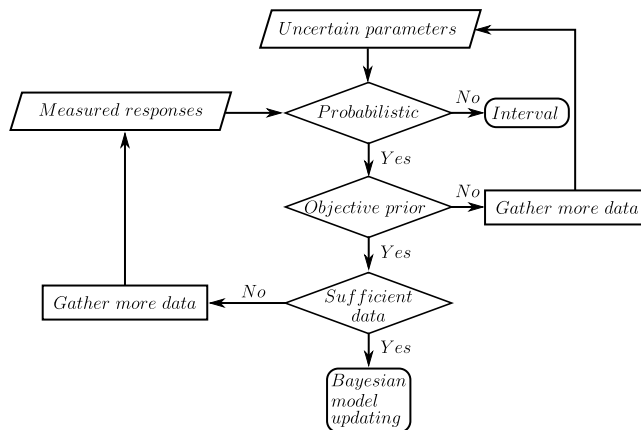 Uncertain parameters
Measured responses
Probabilistic
No
Interval
Yes
Objective prior
No
Gather more data
Yes
Gather more data
No
Sufficient
data
Yes
Bayesian
model
updating